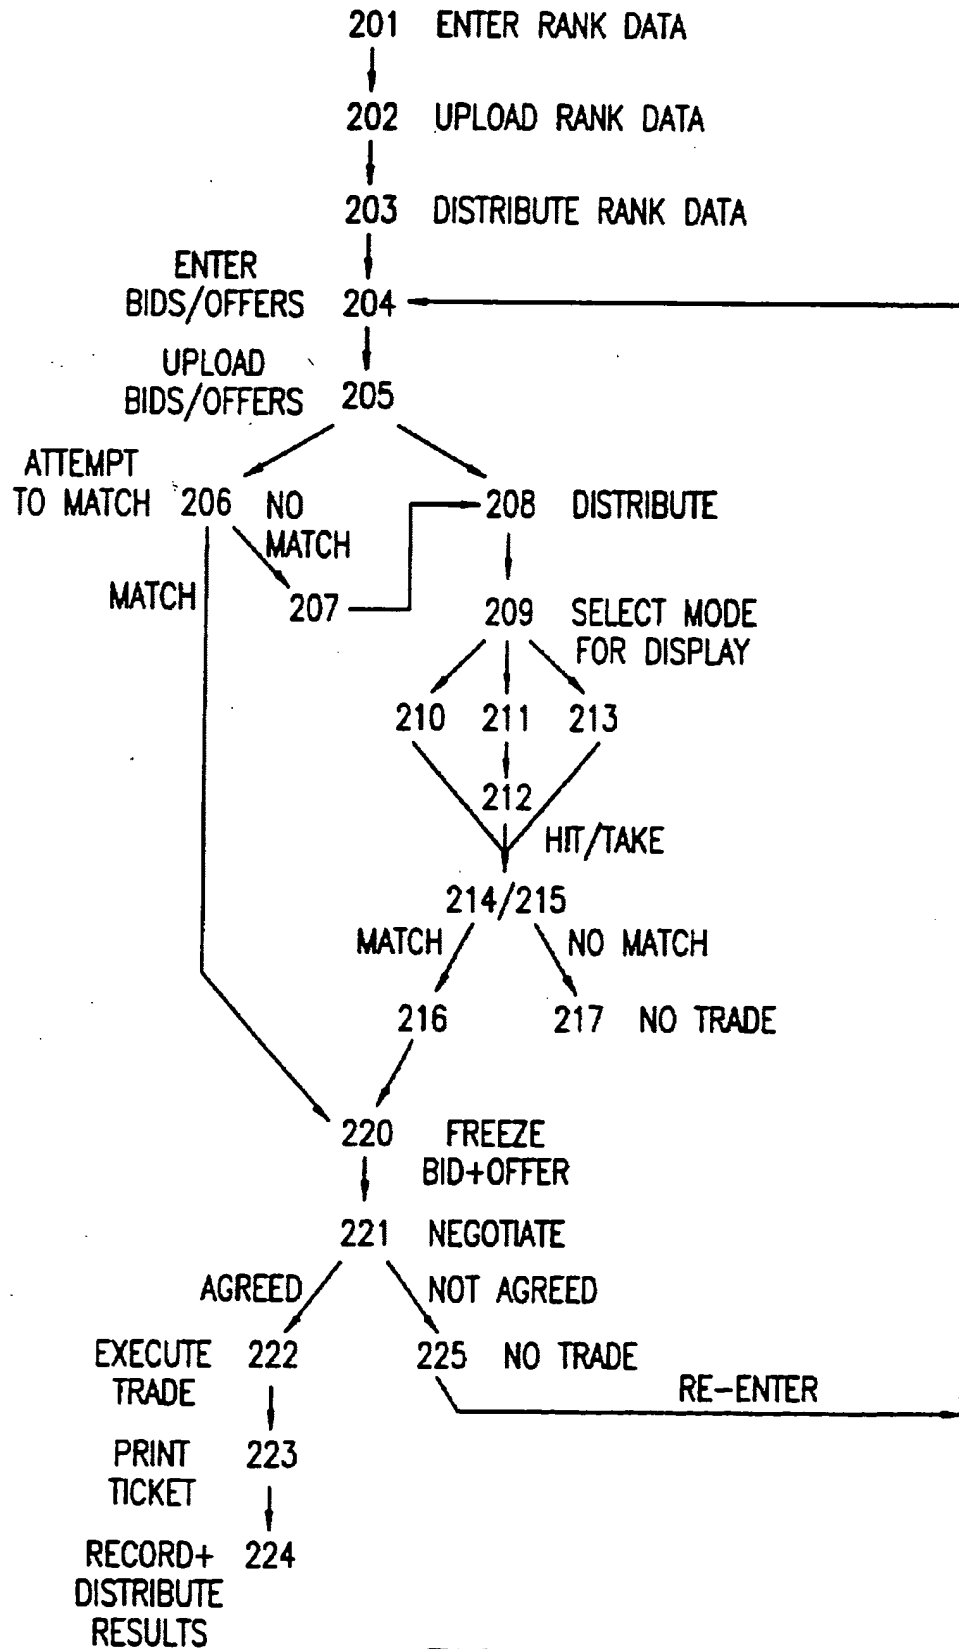 201 ENTER RANK DATA
202 UPLOAD RANK DATA
203 DISTRIBUTE RANK DATA
ENTER
BIDS/OFFERS 204
UPLOAD
BIDS/OFFERS 205
ATTEMPT
TO MATCH 206 NO 208 DISTRIBUTE
MATCH
MATCH 207 209 SELECT MODE
FOR DISPLAY
210 211 213
212
HIT/TAKE
214/215
MATCH NO MATCH
216 217 NO TRADE
220 FREEZE
BID+OFFER
221 NEGOTIATE
AGREED NOT AGREED
EXECUTE 222 225 NO TRADE
TRADE RE-ENTER
PRINT 223
TICKET
RECORD+ 224
DISTRIBUTE
RESULTS